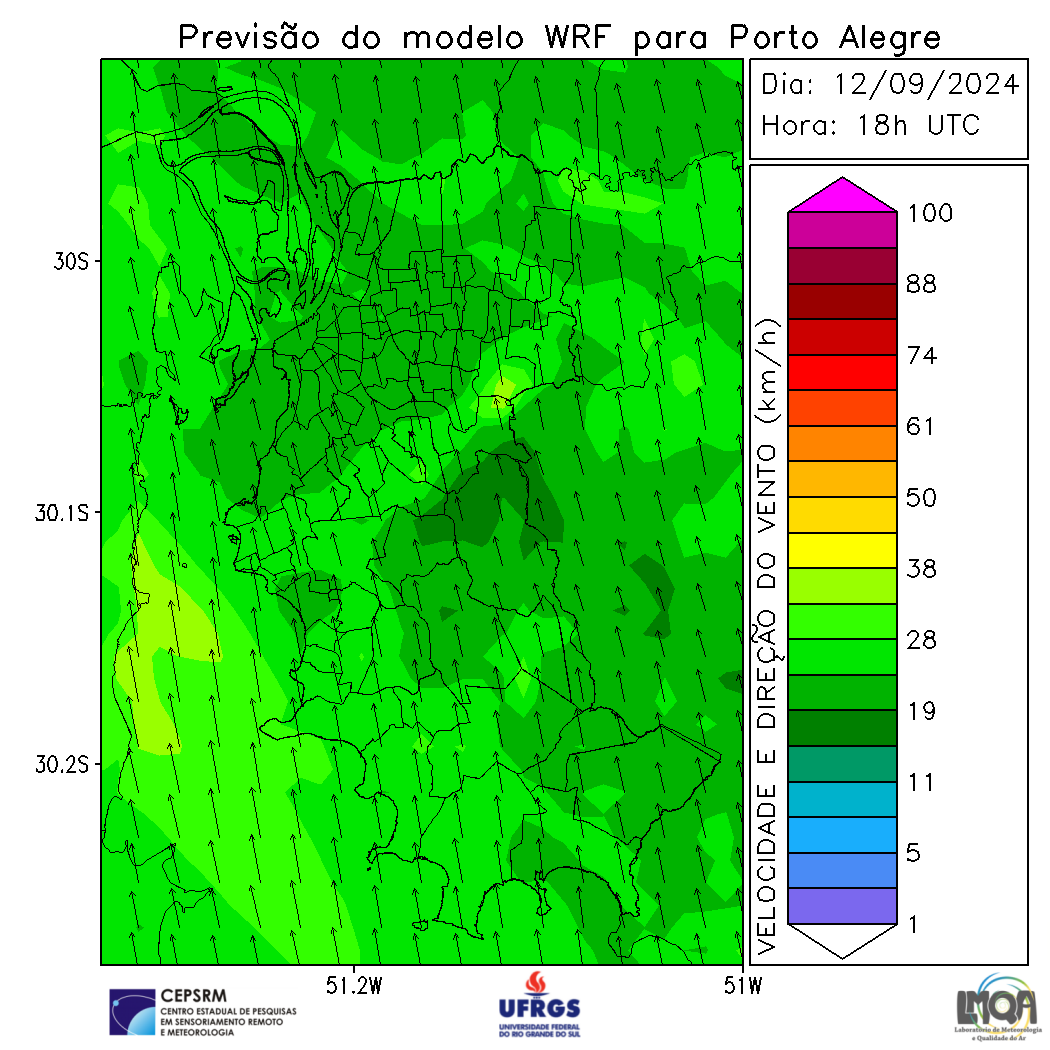 Previsão do modelo WRF para Porto Alegre
Dia: 12/09/2024
Hora: 18h UTC
30S
30.1S
30.2S
51.2W
51W
VELOCIDADE E DIREÇÃO DO VENTO (km/h)
100
88
74
61
50
38
28
19
11
5
1
CEPSRM
CENTRO ESTADUAL DE PESQUISAS
EM SENSORIAMENTO REMOTO
E METEOROLOGIA
UFRGS
UNIVERSIDADE FEDERAL
DO RIO GRANDE DO SUL
LMQA
Laboratório de Meteorologia
e Qualidade do Ar